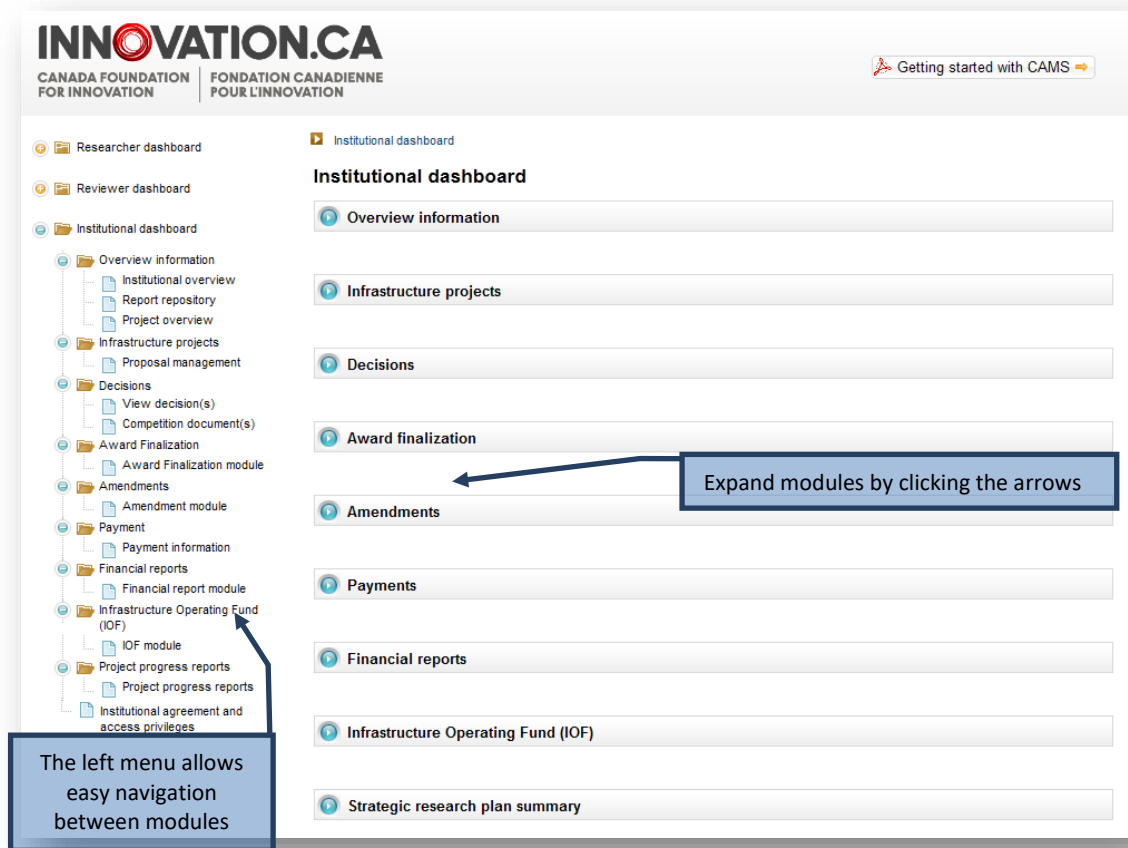 INNOVATION.CA
CANADA FOUNDATION
FOR INNOVATION
FONDATION CANADIENNE
POUR L'INNOVATION
Getting started with CAMS
Researcher dashboard
Reviewer dashboard
Institutional dashboard
Overview information
Institutional overview
Report repository
Project overview
Infrastructure projects
Proposal management
Decisions
View decision(s)
Competition document(s)
Award Finalization
Award Finalization module
Amendments
Amendment module
Payment
Payment information
Financial reports
Financial report module
Infrastructure Operating Fund
(IOF)
IOF module
Project progress reports
Project progress reports
Institutional agreement and
access privileges
The left menu allows
easy navigation
between modules
Institutional dashboard
Institutional dashboard
Overview information
Infrastructure projects
Decisions
Award finalization
Expand modules by clicking the arrows
Amendments
Payments
Financial reports
Infrastructure Operating Fund (IOF)
Strategic research plan summary